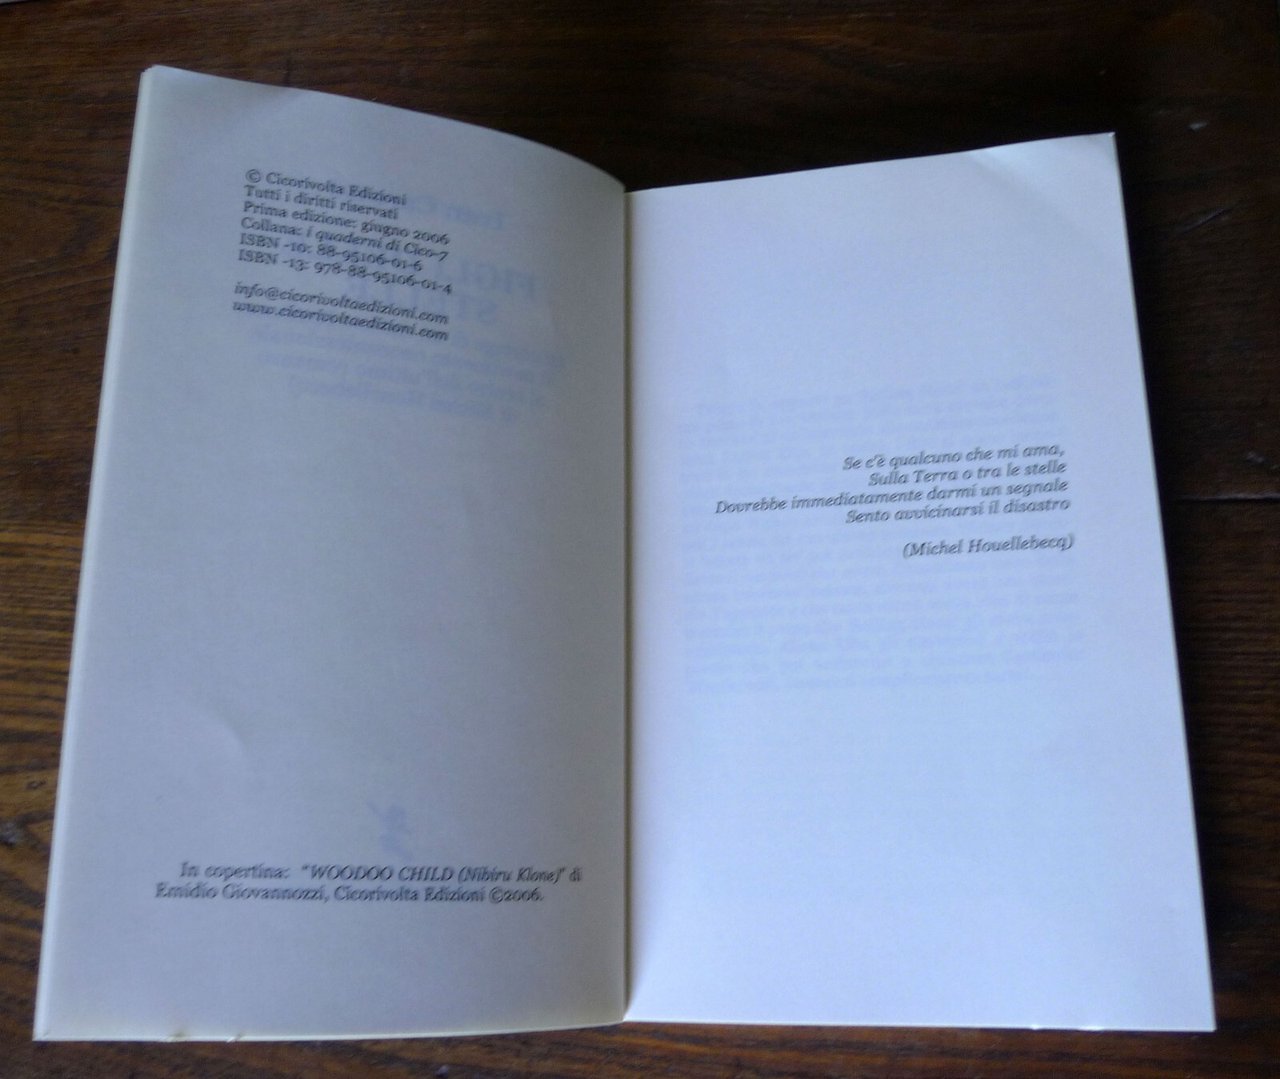 © Cicorivolta Edizioni
Tutti i diritti riservati
Prima edizione: giugno 2006
Collana: i quaderni di Cico-7
ISBN -10: 88-95106-01-6
ISBN -13: 978-88-95106-01-4
info@cicorivoltaedizioni.com
www.cicorivoltaedizioni.com
In copertina: "WOODOO CHILD (Nibiru Klone)" di
Emidio Giovannozzi, Cicorivolta Edizioni ©2006.
Se c'è qualcuno che mi ama,
Sulla Terra o tra le stelle
Dovrebbe immediatamente darmi un segnale
Sento avvicinarsi il disastro
(Michel Houellebecq)